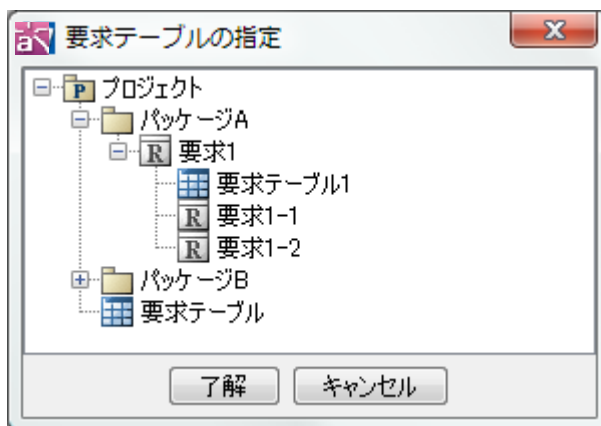 要求テーブルの指定
プロジェクト
パッケージA
要求1
要求テーブル1
要求1-1
要求1-2
パッケージB
要求テーブル
了解 キャンセル